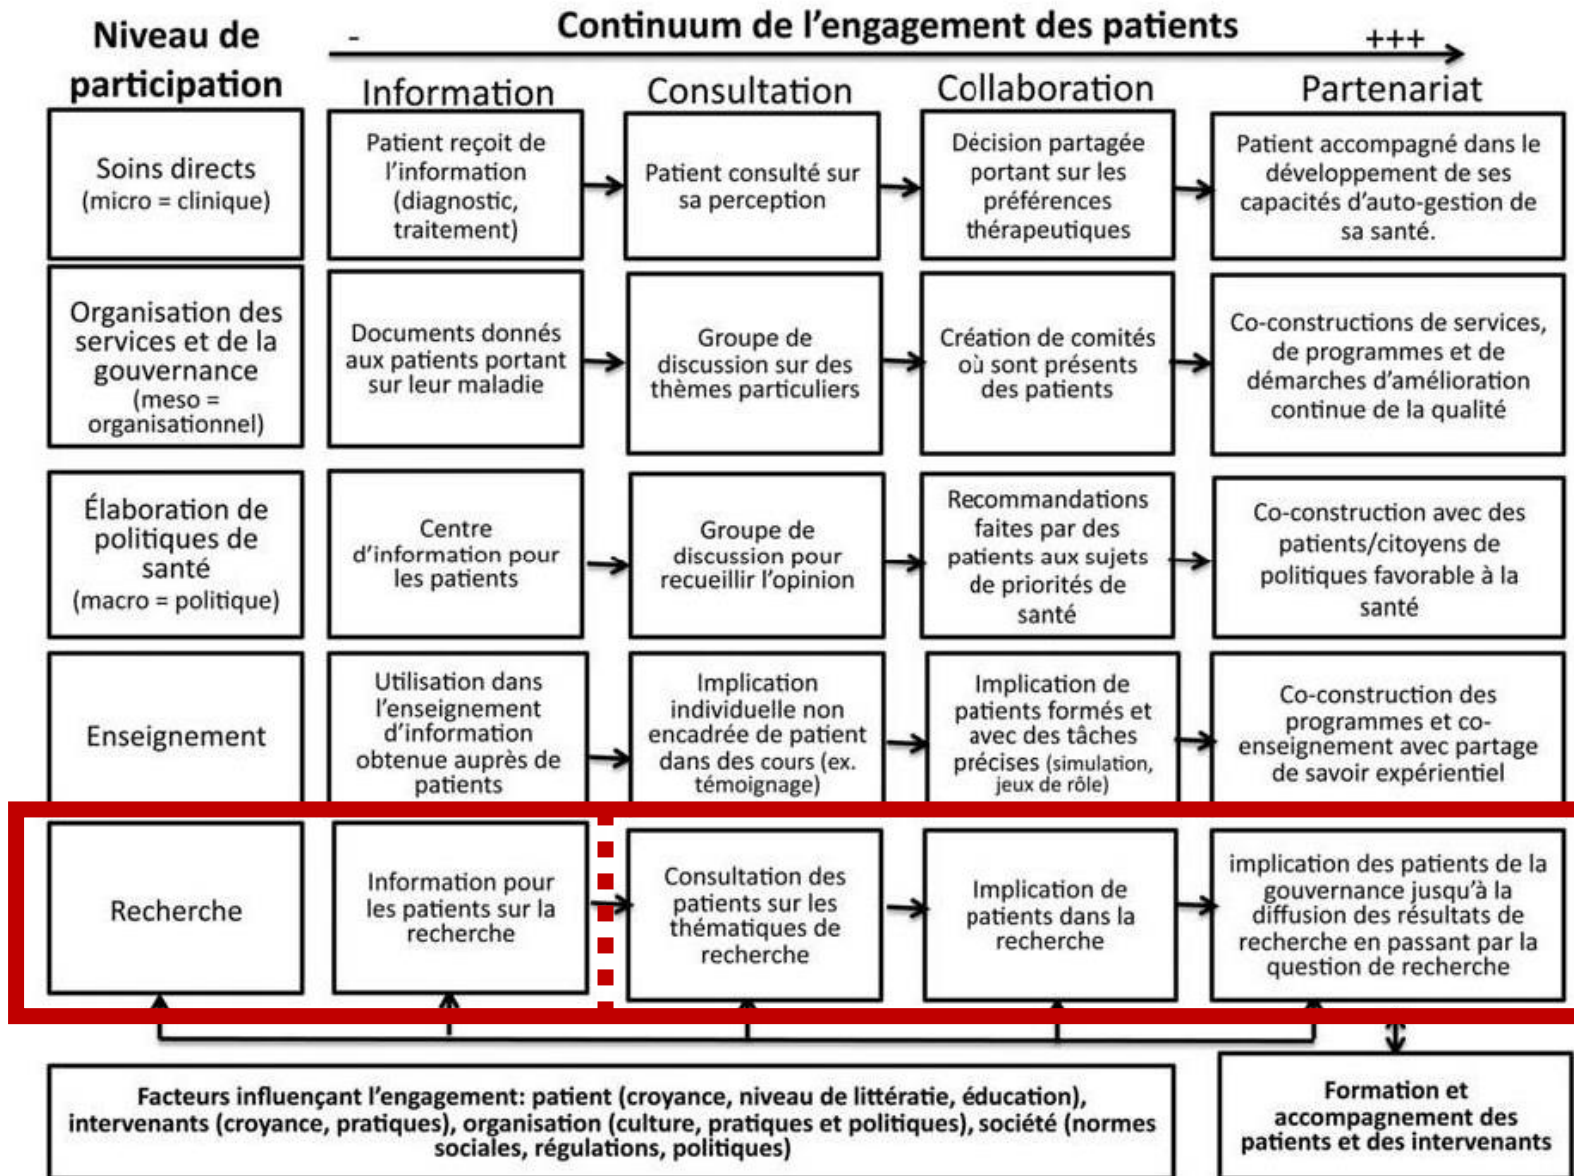 Niveau de
participation
Continuum de l'engagement des patients
-
+++
Information
Consultation
Collaboration
Partenariat
Soins directs
(micro = clinique)
Patient reçoit de
l'information
(diagnostic,
traitement)
Patient consulté sur
sa perception
Décision partagée
portant sur les
préférences
thérapeutiques
Patient accompagné dans le
développement de ses
capacités d'auto-gestion de
sa santé.
Organisation des
services et de la
gouvernance
(meso =
organisationnel)
Documents donnés
aux patients portant
sur leur maladie
Groupe de
discussion sur des
thèmes particuliers
Création de comités
où sont présents
des patients
Co-constructions de services,
de programmes et de
démarches d'amélioration
continue de la qualité
Élaboration de
politiques de
santé
(macro = politique)
Centre
d'information pour
les patients
Groupe de
discussion pour
recueillir l'opinion
Recommandations
faites par des
patients aux sujets
de priorités de
santé
Co-construction avec des
patients/citoyens de
politiques favorable à la
santé
Enseignement
Utilisation dans
l'enseignement
d'information
obtenue auprès de
patients
Implication
individuelle non
encadrée de patient
dans des cours (ex.
témoignage)
Implication de
patients formés et
avec des tâches
précises (simulation,
jeux de rôle)
Co-construction des
programmes et co-
enseignement avec partage
de savoir expérientiel
Recherche
Information pour
les patients sur la
recherche
Consultation des
patients sur les
thématiques de
recherche
Implication de
patients dans la
recherche
implication des patients de la
gouvernance jusqu'à la
diffusion des résultats de
recherche en passant par la
question de recherche
Facteurs influençant l'engagement: patient (croyance, niveau de littératie, éducation),
intervenants (croyance, pratiques), organisation (culture, pratiques et politiques), société (normes
sociales, régulations, politiques)
Formation et
accompagnement des
patients et des intervenants